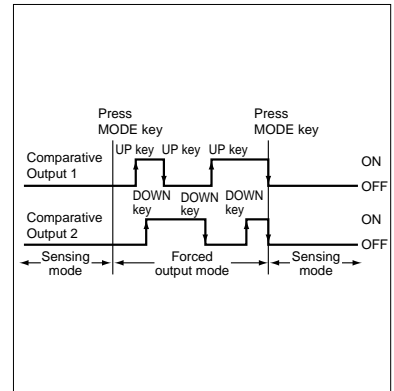 Press
MODE key
Press
MODE key
UP key UP key UP key
Comparative
Output 1
ON
OFF
DOWN
key
DOWN
key
DOWN
key
Comparative
Output 2
ON
OFF
Sensing
mode
Forced
output mode
Sensing
mode